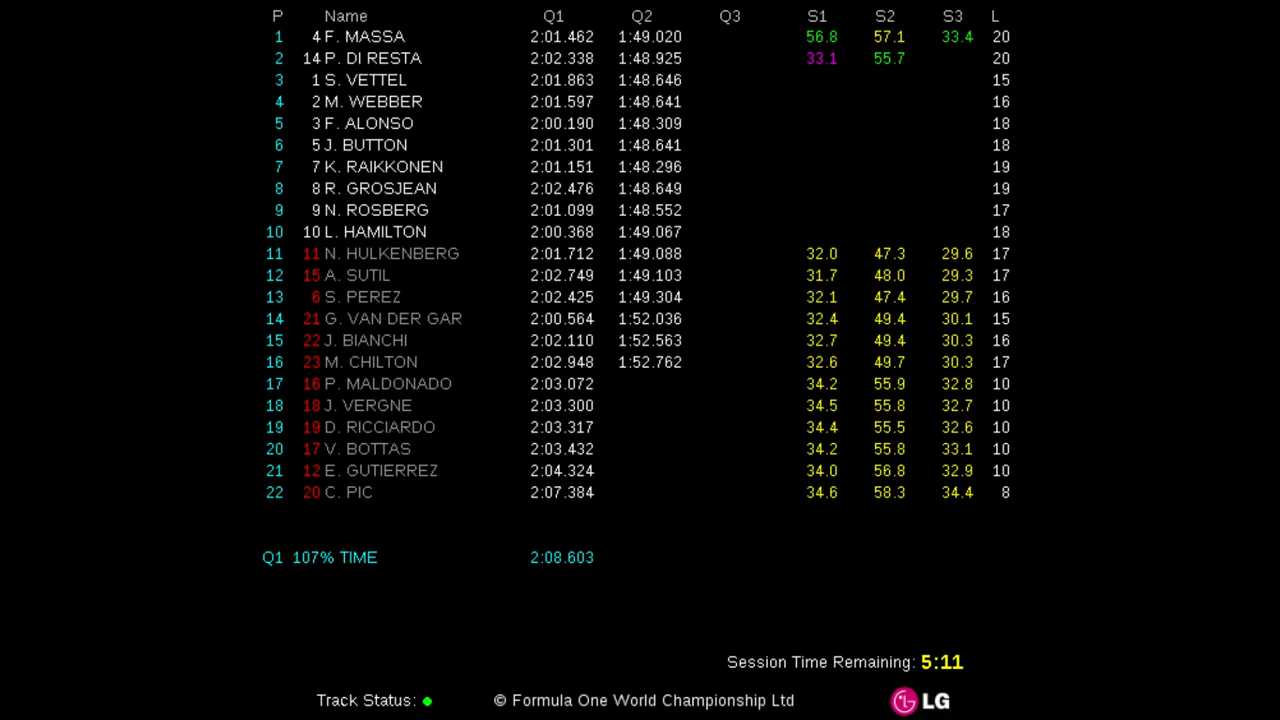 P Name Q1 Q2 Q3 S1 S2 S3 L
1 4 F. MASSA 2:01.462 1:49.020 56.8 57.1 33.4 20
2 14 P. DI RESTA 2:02.338 1:48.925 33.1 55.7 20
3 1 S. VETTEL 2:01.863 1:48.646 15
4 2 M. WEBBER 2:01.597 1:48.641 16
5 3 F. ALONSO 2:00.190 1:48.309 18
6 5 J. BUTTON 2:01.301 1:48.641 18
7 7 K. RAIKKONEN 2:01.151 1:48.296 19
8 8 R. GROSJEAN 2:02.476 1:48.649 19
9 9 N. ROSBERG 2:01.099 1:48.552 17
10 10 L. HAMILTON 2:00.368 1:49.067 18
11 11 N. HULKENBERG 2:01.712 1:49.088 32.0 47.3 29.6 17
12 15 A. SUTIL 2:02.749 1:49.103 31.7 48.0 29.3 17
13 6 S. PEREZ 2:02.425 1:49.304 32.1 47.4 29.7 16
14 21 G. VAN DER GAR 2:00.564 1:52.036 32.4 49.4 30.1 15
15 22 J. BIANCHI 2:02.110 1:52.563 32.7 49.4 30.3 16
16 23 M. CHILTON 2:02.948 1:52.762 32.6 49.7 30.3 17
17 16 P. MALDONADO 2:03.072 34.2 55.9 32.8 10
18 18 J. VERGNE 2:03.300 34.5 55.8 32.7 10
19 19 D. RICCIARDO 2:03.317 34.4 55.5 32.6 10
20 17 V. BOTTAS 2:03.432 34.2 55.8 33.1 10
21 12 E. GUTIERREZ 2:04.324 34.0 56.8 32.9 10
22 20 C. PIC 2:07.384 34.6 58.3 34.4 8
Q1 107% TIME 2:08.603
Session Time Remaining: 5:11
Track Status: © Formula One World Championship Ltd LG